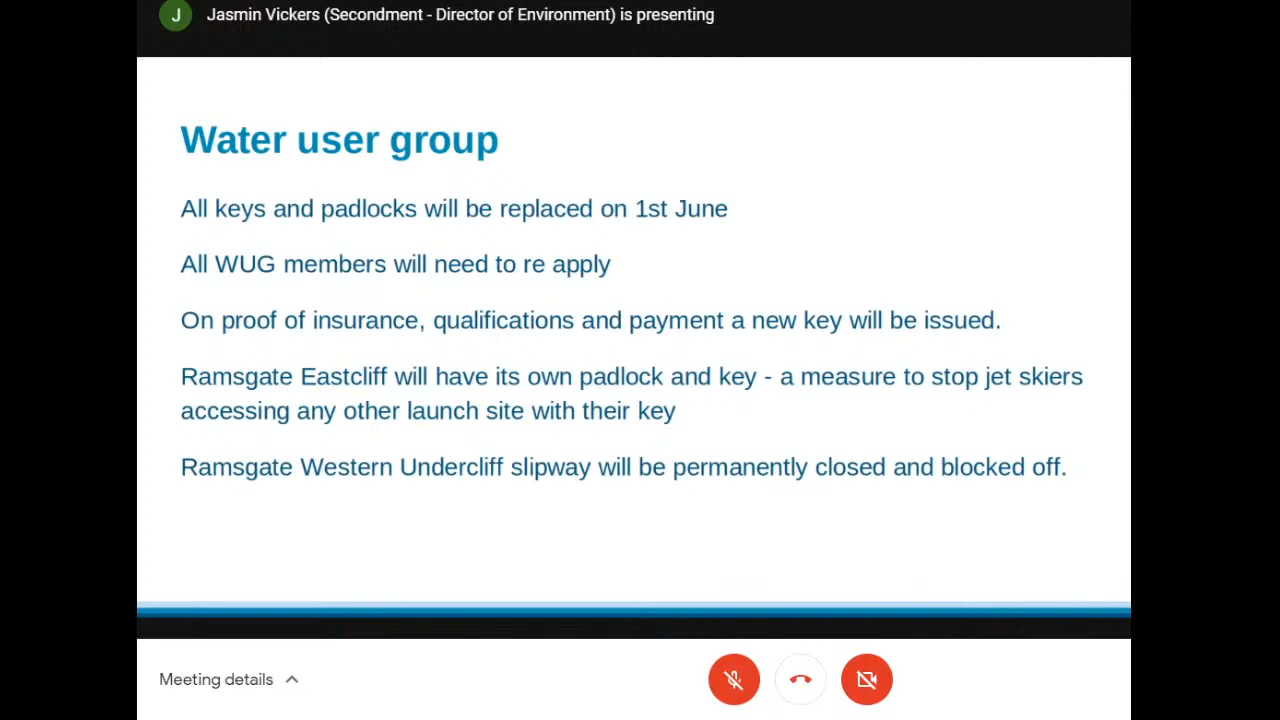 J Jasmin Vickers (Secondment - Director of Environment) is presenting
Water user group
All keys and padlocks will be replaced on 1st June
All WUG members will need to re apply
On proof of insurance, qualifications and payment a new key will be issued.
Ramsgate Eastcliff will have its own padlock and key - a measure to stop jet skiers
accessing any other launch site with their key
Ramsgate Western Undercliff slipway will be permanently closed and blocked off.
Meeting details